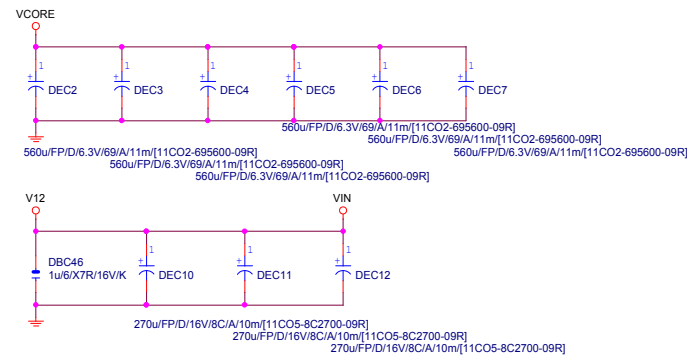 VCORE
1 1 1 1 1 1
+ + + + + +
DEC2 DEC3 DEC4 DEC5 DEC6 DEC7
560u/FP/D/6.3V/69/A/11m/[11CO2-695600-09R]
560u/FP/D/6.3V/69/A/11m/[11CO2-695600-09R]
560u/FP/D/6.3V/69/A/11m/[11CO2-695600-09R]
560u/FP/D/6.3V/69/A/11m/[11CO2-695600-09R]
560u/FP/D/6.3V/69/A/11m/[11CO2-695600-09R]
560u/FP/D/6.3V/69/A/11m/[11CO2-695600-09R]
V12 VIN
1 1 1
+ + +
DBC46
1u/6/X7R/16V/K
DEC10 DEC11 DEC12
270u/FP/D/16V/8C/A/10m/[11CO5-8C2700-09R]
270u/FP/D/16V/8C/A/10m/[11CO5-8C2700-09R]
270u/FP/D/16V/8C/A/10m/[11CO5-8C2700-09R]